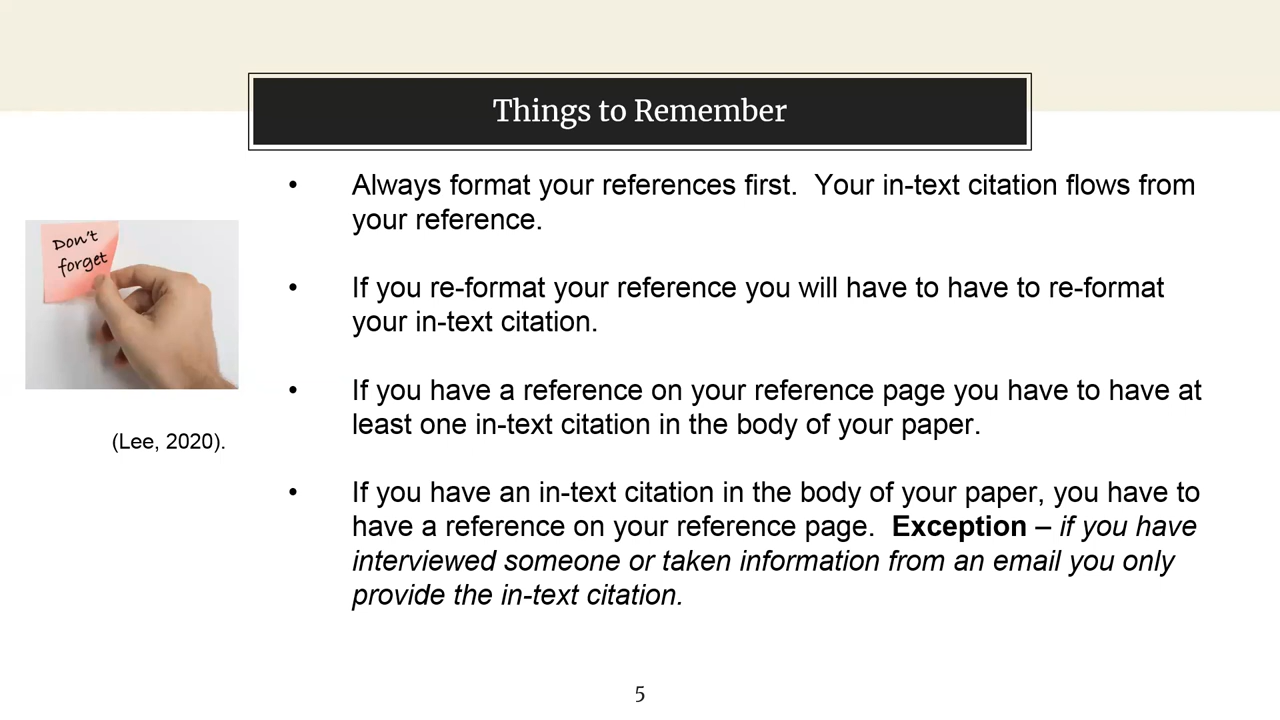 Things to Remember
• Always format your references first.  Your in-text citation flows from
your reference.
Don't
forget
• If you re-format your reference you will have to have to re-format
your in-text citation.
• If you have a reference on your reference page you have to have at
least one in-text citation in the body of your paper.
(Lee, 2020).
• If you have an in-text citation in the body of your paper, you have to
have a reference on your reference page.  Exception – if you have
interviewed someone or taken information from an email you only
provide the in-text citation.
5